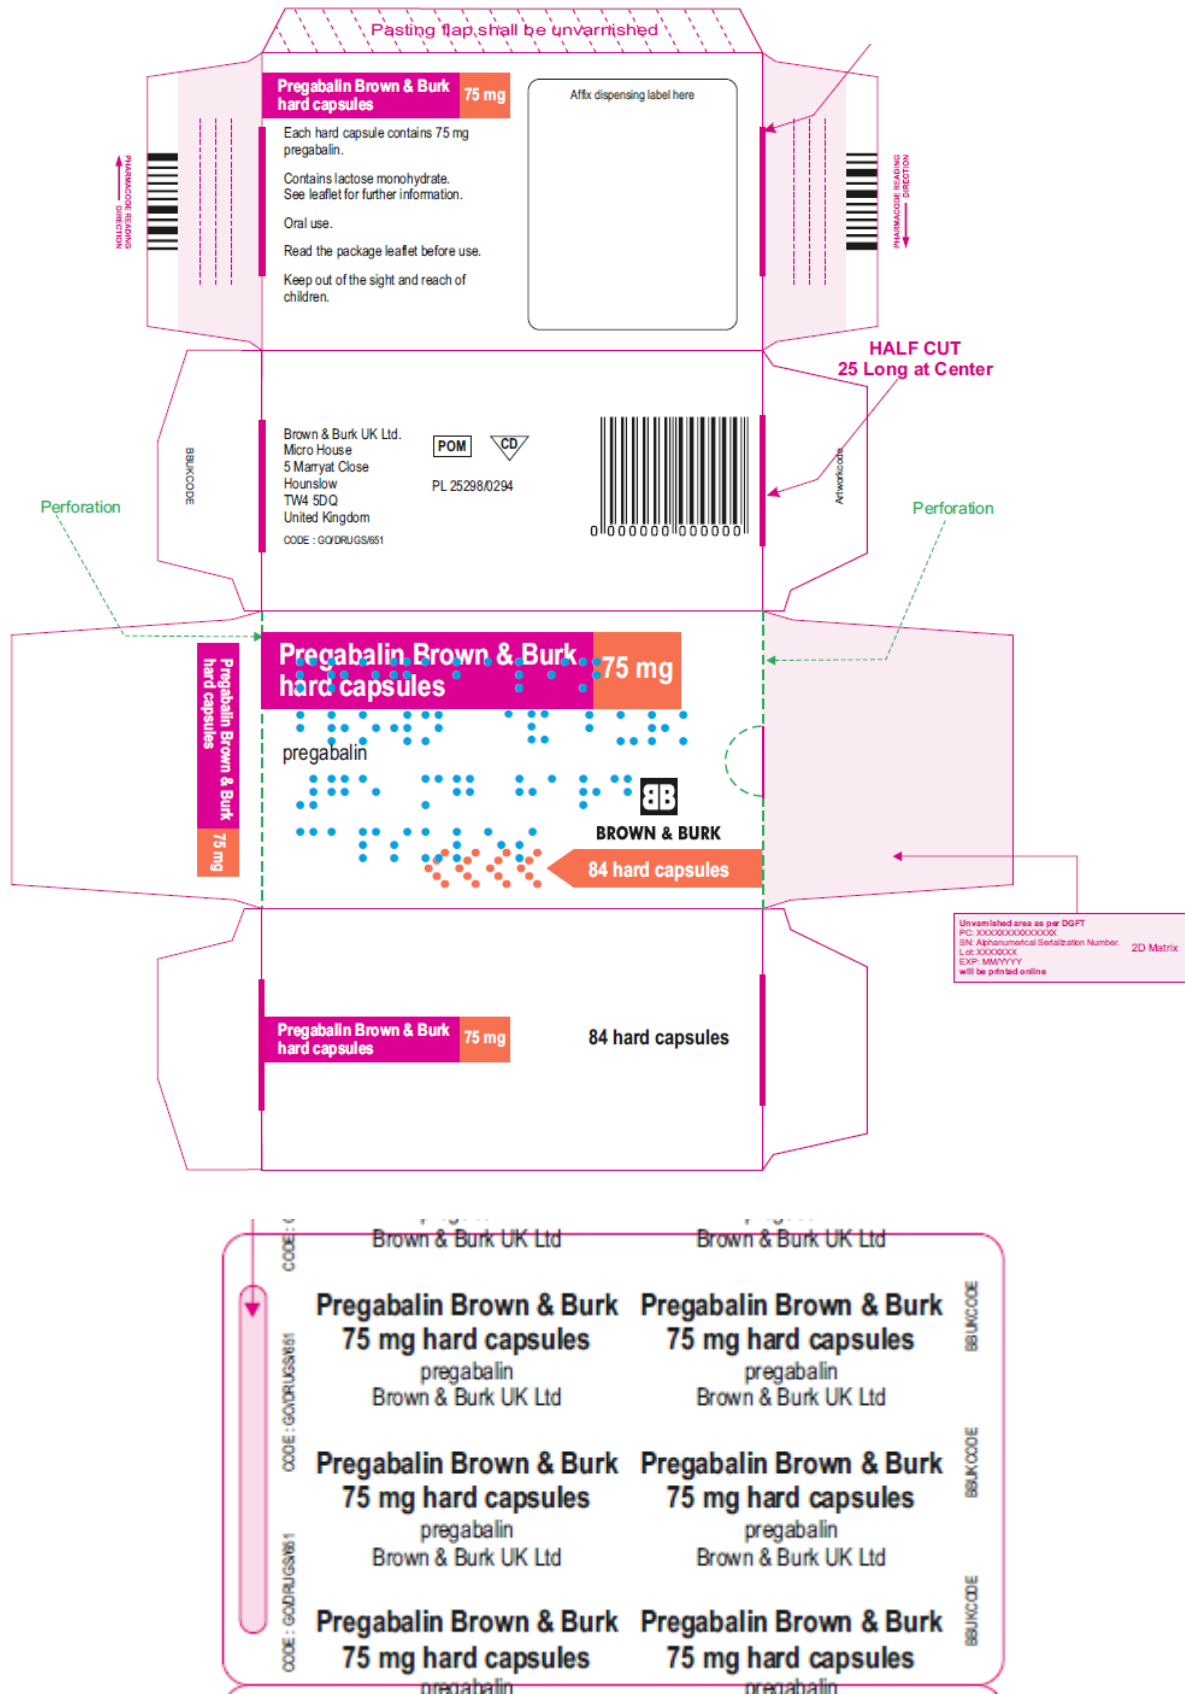 Pasting flap shall be unvarnished
Pregabalin Brown & Burk
hard capsules
75 mg
Each hard capsule contains 75 mg
pregabalin.
Contains lactose monohydrate.
See leaflet for further information.
Oral use.
Read the package leaflet before use.
Keep out of the sight and reach of
children.
Affix dispensing label here
PHARMACODE READING
DIRECTION
PHARMACODE READING
DIRECTION
HALF CUT
25 Long at Center
BBUKCODE
Brown & Burk UK Ltd.
Micro House
5 Marryat Close
Hounslow
TW4 5DQ
United Kingdom
CODE : GO/DRUGS/651
POM
CD
PL 25298/0294
0 000000 000000
Artworkcode
Perforation
Perforation
Pregabalin Brown & Burk
hard capsules
75 mg
Pregabalin Brown & Burk
hard capsules
75 mg
pregabalin
BB
BROWN & BURK
84 hard capsules
Unvarnished area as per DGFT
PC: XXXXXXXXXXXXXX
SN: Alphanumerical Serialization Number.
Lot: XXXXXXX
EXP: MM/YYYY
will be printed online
2D Matrix
Pregabalin Brown & Burk
hard capsules
75 mg
84 hard capsules
Brown & Burk UK Ltd
Brown & Burk UK Ltd
CODE :
Pregabalin Brown & Burk
75 mg hard capsules
pregabalin
Brown & Burk UK Ltd
Pregabalin Brown & Burk
75 mg hard capsules
pregabalin
Brown & Burk UK Ltd
BBUKCODE
CODE : GO/DRUGS/651
Pregabalin Brown & Burk
75 mg hard capsules
pregabalin
Brown & Burk UK Ltd
Pregabalin Brown & Burk
75 mg hard capsules
pregabalin
Brown & Burk UK Ltd
BBUKCODE
CODE : GO/DRUGS/651
Pregabalin Brown & Burk
75 mg hard capsules
pregabalin
Pregabalin Brown & Burk
75 mg hard capsules
pregabalin
BBUKCODE